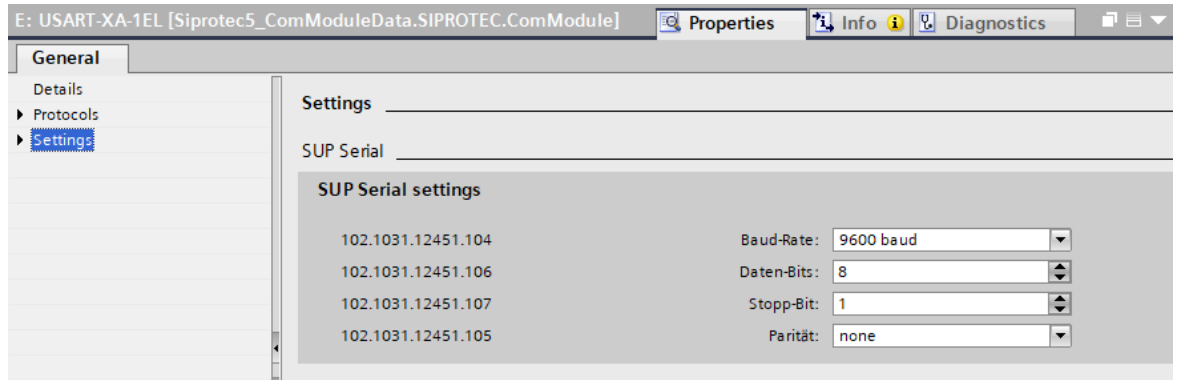 E: USART-XA-1EL [Siprotec5_ComModuleData.SIPROTEC.ComModule] Properties Info Diagnostics
General
Details
Protocols
Settings
Settings
SUP Serial
SUP Serial settings
102.1031.12451.104 Baud-Rate: 9600 baud
102.1031.12451.106 Daten-Bits: 8
102.1031.12451.107 Stopp-Bit: 1
102.1031.12451.105 Parität: none